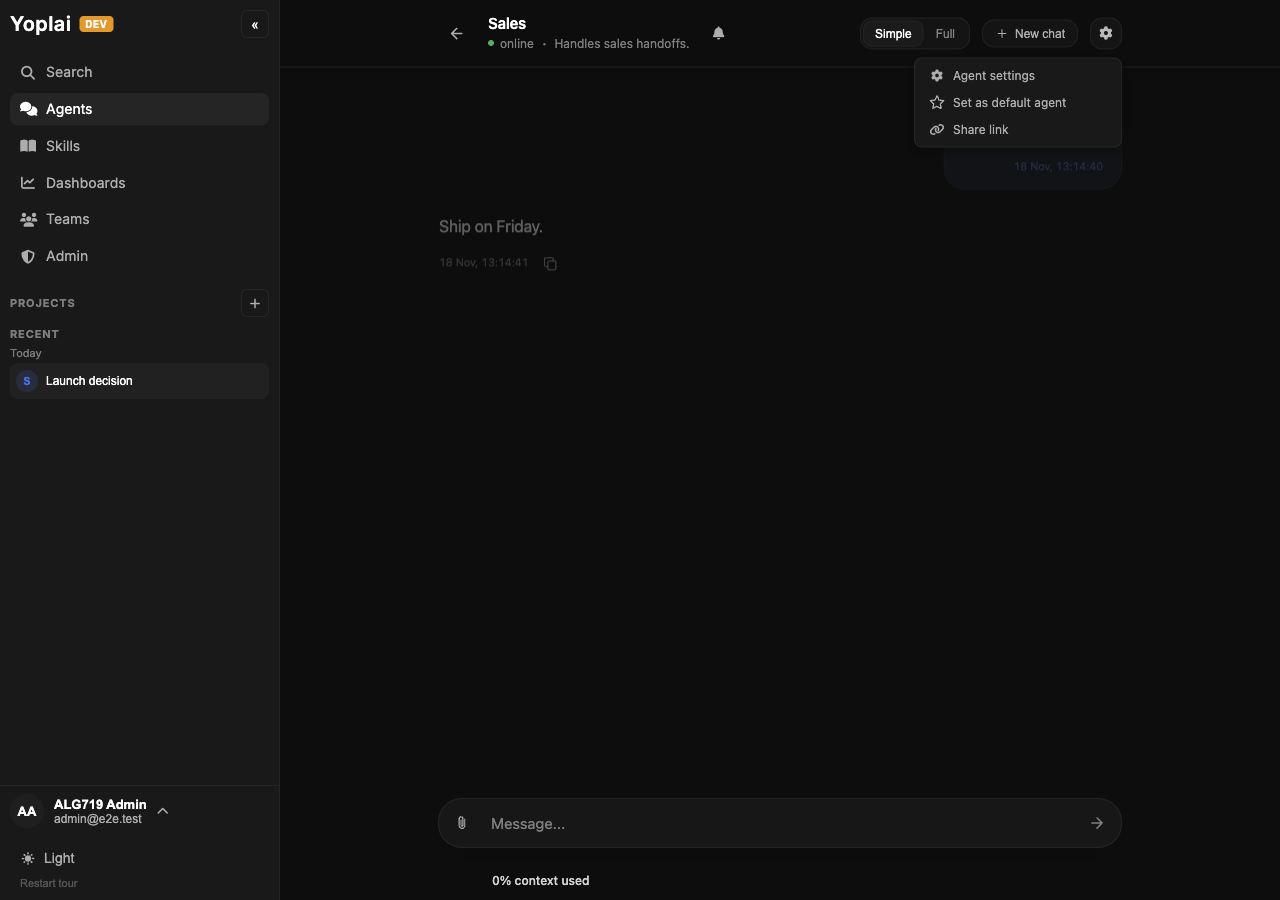 Yoplai DEV «
Search
Agents
Skills
Dashboards
Teams
Admin
PROJECTS
RECENT
Today
S Launch decision
AA ALG719 Admin
admin@e2e.test
Light
Restart tour
Sales
online · Handles sales handoffs.
Simple Full + New chat
Agent settings
Set as default agent
Share link
18 Nov, 13:14:40
Ship on Friday.
18 Nov, 13:14:41
Message...
0% context used